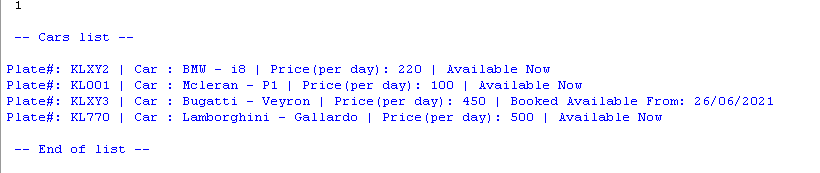 1
-- Cars list --
Plate#: KLXY2 | Car : BMW - i8 | Price(per day): 220 | Available Now
Plate#: KL001 | Car : Mcleran - P1 | Price(per day): 100 | Available Now
Plate#: KLXY3 | Car : Bugatti - Veyron | Price(per day): 450 | Booked Available From: 26/06/2021
Plate#: KL770 | Car : Lamborghini - Gallardo | Price(per day): 500 | Available Now
-- End of list --